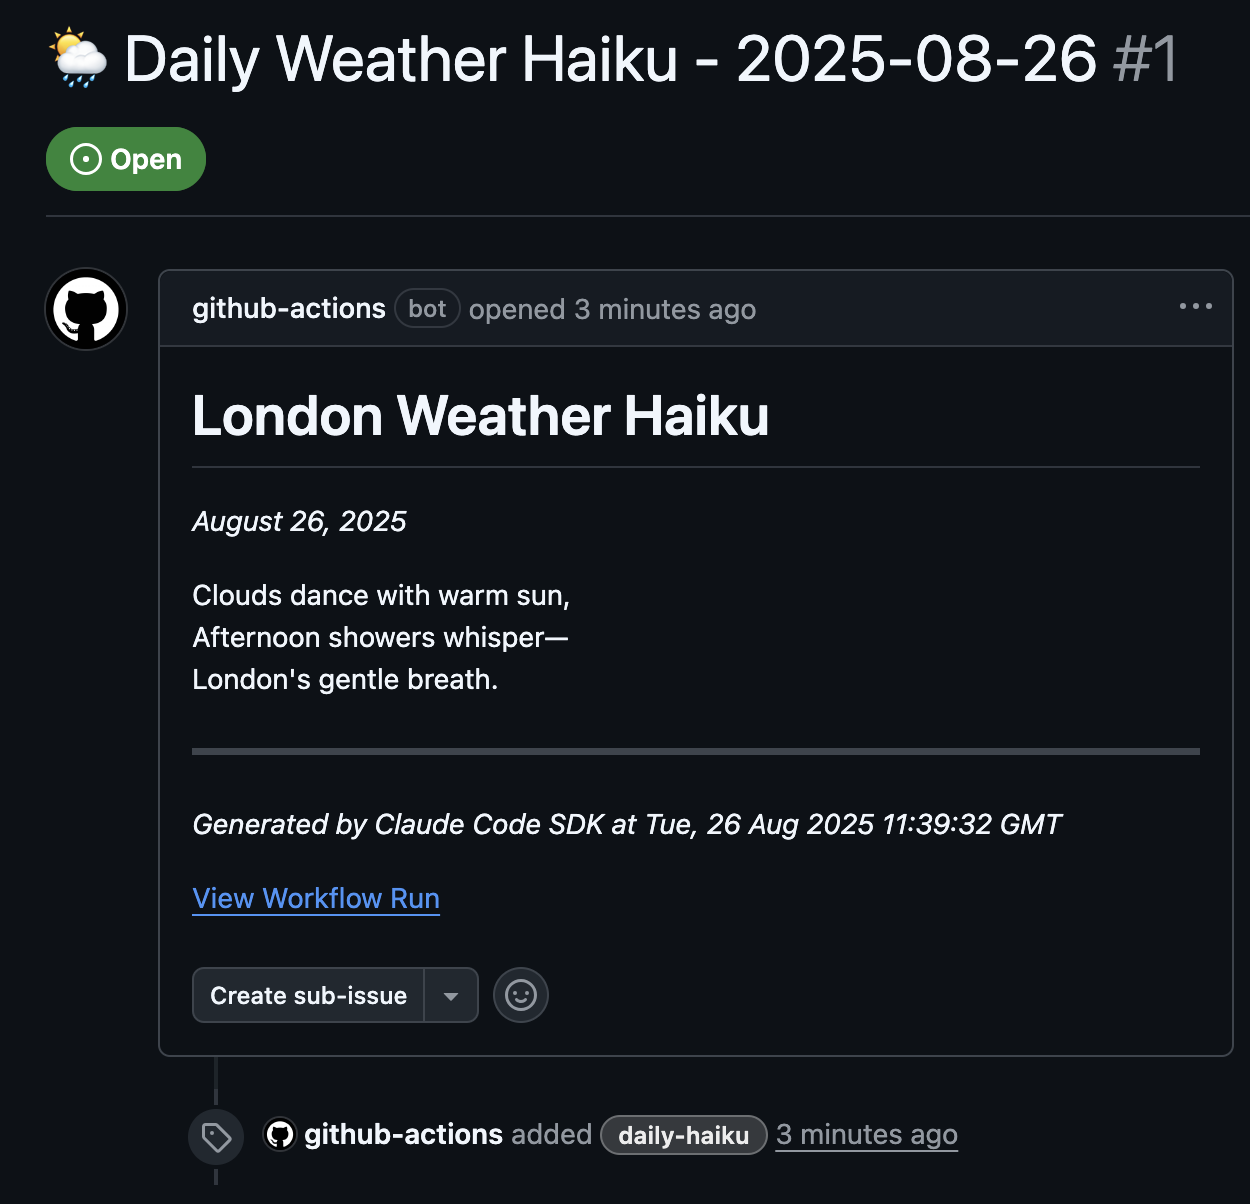 🌦️ Daily Weather Haiku - 2025-08-26 #1
Open
github-actions bot opened 3 minutes ago
London Weather Haiku
August 26, 2025
Clouds dance with warm sun,
Afternoon showers whisper—
London's gentle breath.
Generated by Claude Code SDK at Tue, 26 Aug 2025 11:39:32 GMT
View Workflow Run
Create sub-issue
github-actions added daily-haiku 3 minutes ago